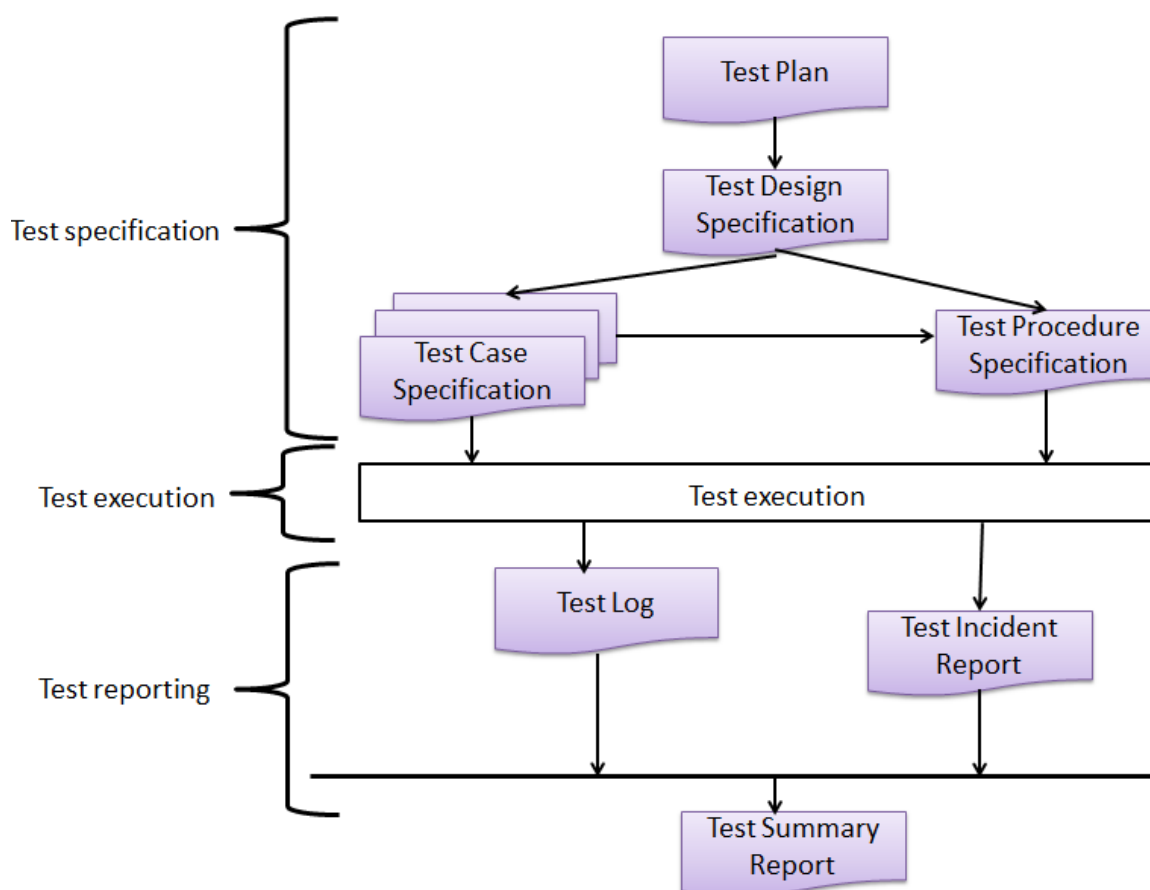 Test Plan
Test Design
Specification
Test specification
Test Case
Specification
Test Procedure
Specification
Test execution
Test execution
Test Log
Test Incident
Report
Test reporting
Test Summary
Report